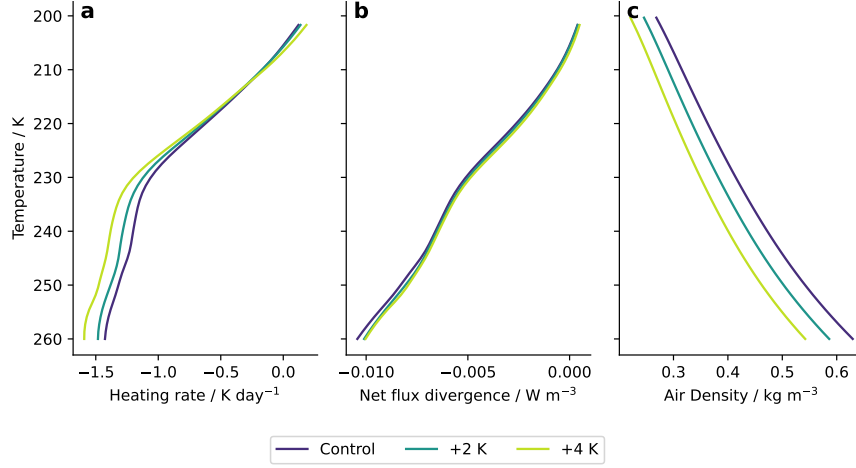 a
b
c
200
210
220
230
240
250
260
Temperature / K
−1.5
−1.0
−0.5
0.0
Heating rate / K day⁻¹
−0.010
−0.005
0.000
Net flux divergence / W m⁻³
0.3
0.4
0.5
0.6
Air Density / kg m⁻³
Control
+2 K
+4 K